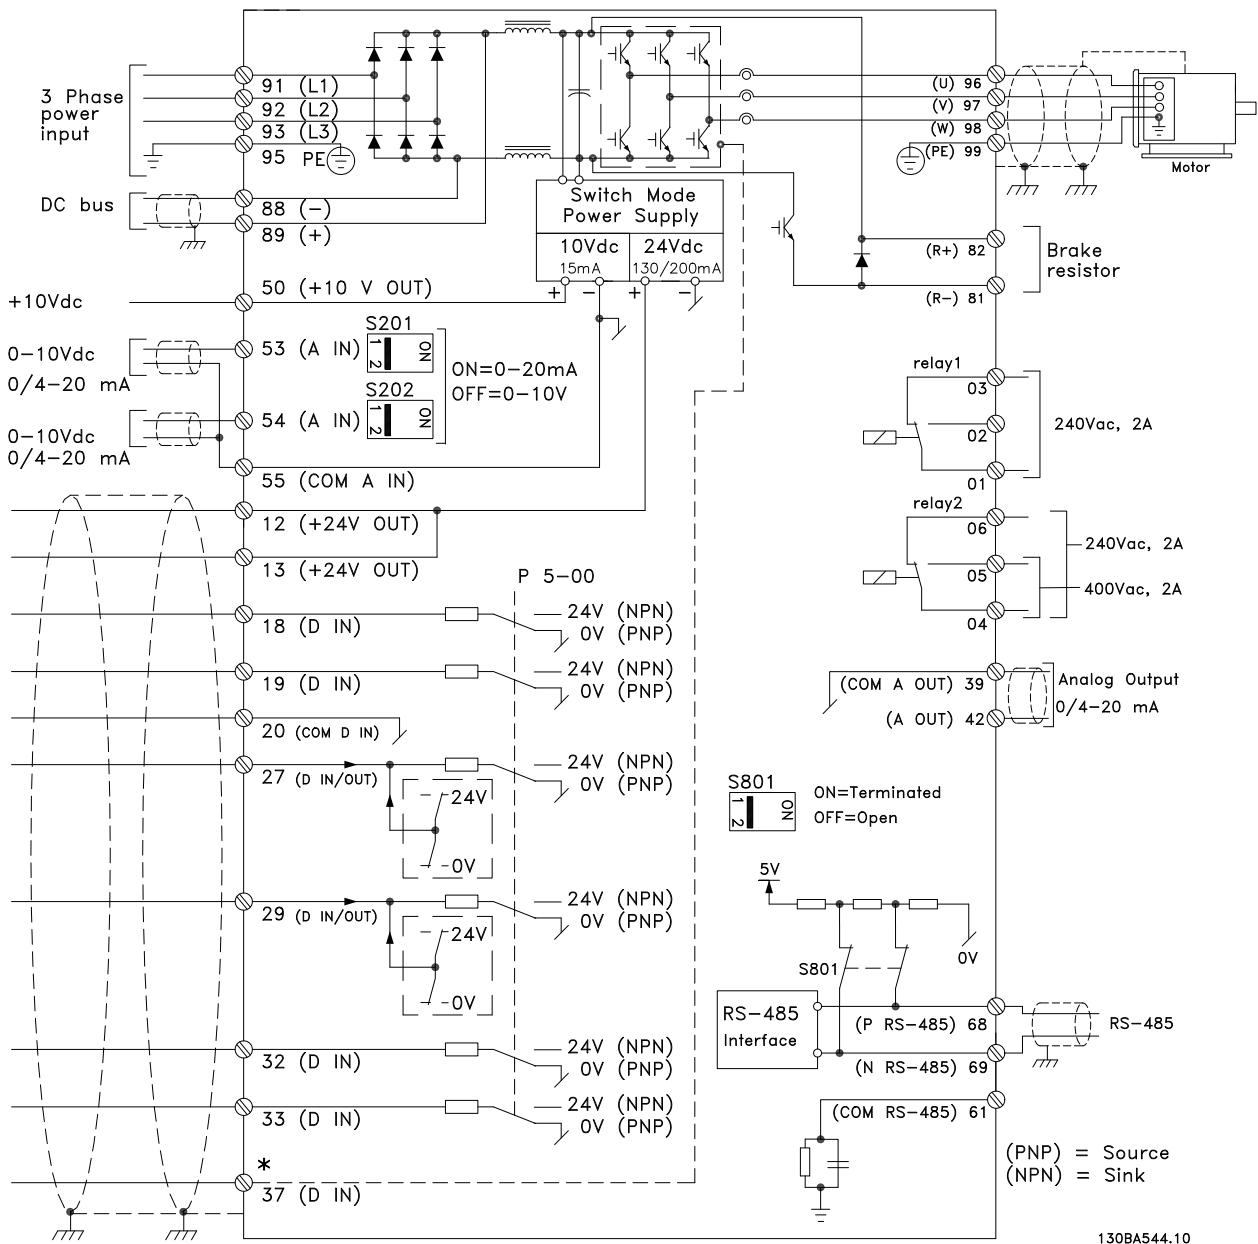 3 Phase
power
input
91 (L1)
92 (L2)
93 (L3)
95 PE
DC bus
88 (−)
89 (+)
Switch Mode
Power Supply
10Vdc
15mA
24Vdc
130/200mA
+ − + −
(U) 96
(V) 97
(W) 98
(PE) 99
Motor
(R+) 82
(R−) 81
Brake
resistor
+10Vdc
50 (+10 V OUT)
0−10Vdc
0/4−20 mA
53 (A IN)
S201
1 2
ON
S202
1 2
ON
ON=0−20mA
OFF=0−10V
0−10Vdc
0/4−20 mA
54 (A IN)
55 (COM A IN)
12 (+24V OUT)
13 (+24V OUT)
P 5-00
18 (D IN)
24V (NPN)
0V (PNP)
19 (D IN)
24V (NPN)
0V (PNP)
20 (COM D IN)
27 (D IN/OUT)
24V (NPN)
0V (PNP)
24V
0V
29 (D IN/OUT)
24V (NPN)
0V (PNP)
24V
0V
32 (D IN)
24V (NPN)
0V (PNP)
33 (D IN)
24V (NPN)
0V (PNP)
*
37 (D IN)
relay1
03
02
01
240Vac, 2A
relay2
06
05
04
240Vac, 2A
400Vac, 2A
(COM A OUT) 39
(A OUT) 42
Analog Output
0/4−20 mA
S801
1 2
ON
ON=Terminated
OFF=Open
5V
S801
0V
RS−485
Interface
(P RS−485) 68
(N RS−485) 69
RS−485
(COM RS−485) 61
(PNP) = Source
(NPN) = Sink
130BA544.10